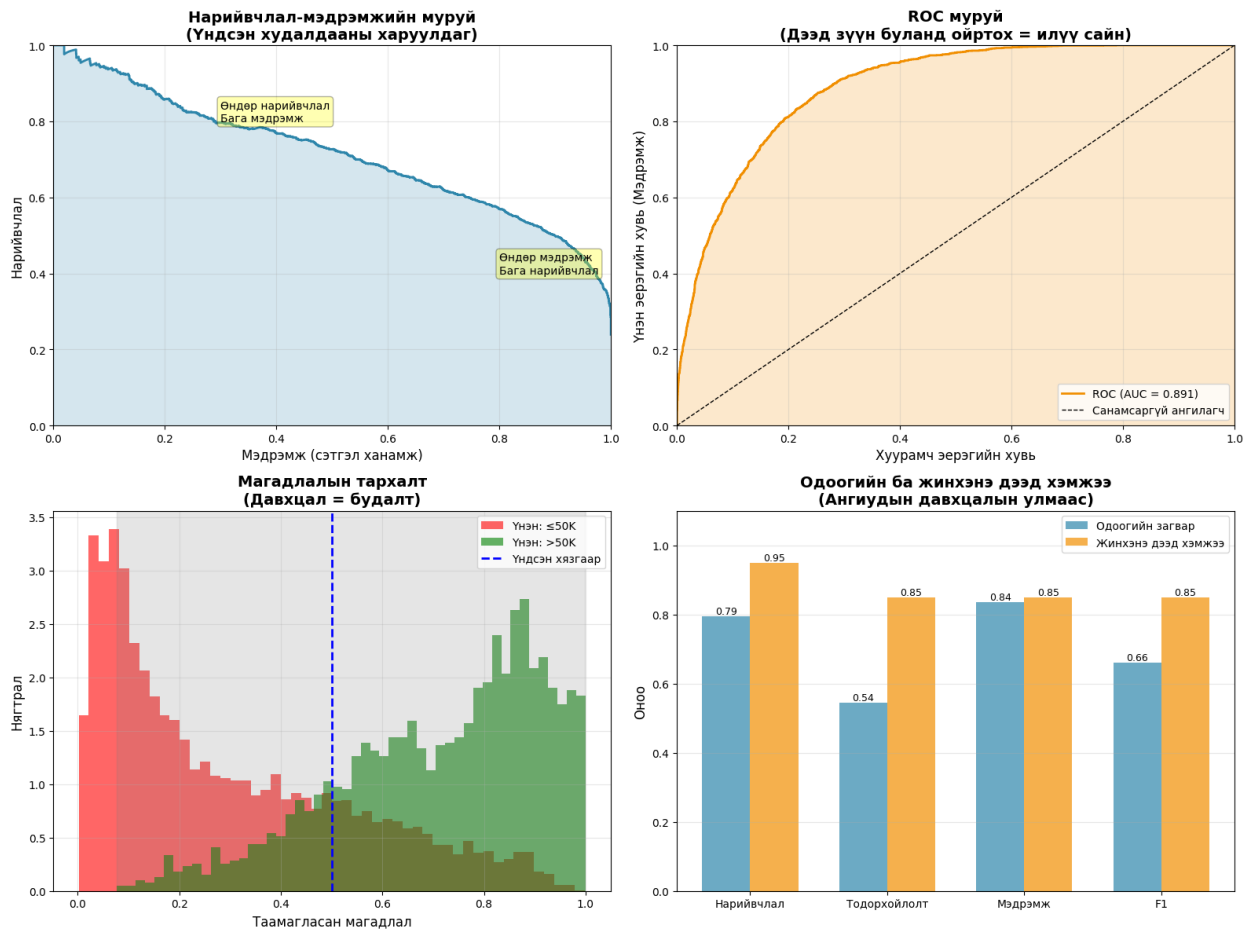 Нарийвчлал-мэдрэмжийн муруй
(Үндсэн худалдааны харуулдаг)
1.0
0.8
0.6
0.4
0.2
0.0
Нарийвчлал
Өндөр нарийвчлал
Бага мэдрэмж
Өндөр мэдрэмж
Бага нарийвчлал
0.0 0.2 0.4 0.6 0.8 1.0
Мэдрэмж (сэтгэл ханамж)
ROC муруй
(Дээд зүүн буланд ойртох = илүү сайн)
1.0
0.8
0.6
0.4
0.2
0.0
Үнэн эерэгийн хувь (Мэдрэмж)
ROC (AUC = 0.891)
Санамсаргүй ангилагч
0.0 0.2 0.4 0.6 0.8 1.0
Хуурамч эерэгийн хувь
Магадлалын тархалт
(Давхцал = будалт)
3.5
3.0
2.5
2.0
1.5
1.0
0.5
0.0
Нягтрал
Үнэн: ≤50K
Үнэн: >50K
Үндсэн хязгаар
0.0 0.2 0.4 0.6 0.8 1.0
Таамагласан магадлал
Одоогийн ба жинхэнэ дээд хэмжээ
(Ангиудын давхцалын улмаас)
1.0
0.8
0.6
0.4
0.2
0.0
Оноо
Одоогийн загвар
Жинхэнэ дээд хэмжээ
0.79 0.95 0.54 0.85 0.84 0.85 0.66 0.85
Нарийвчлал Тодорхойлолт Мэдрэмж F1